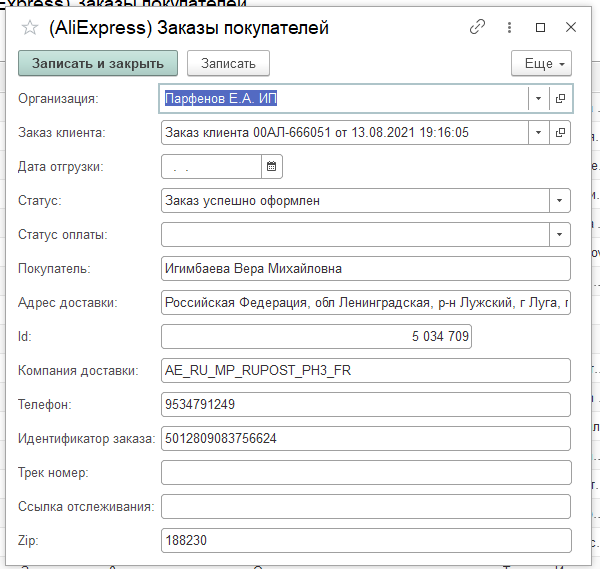 (AliExpress) Заказы покупателей
Записать и закрыть Записать Еще
Организация: Парфенов Е.А. ИП
Заказ клиента: Заказ клиента 00АЛ-666051 от 13.08.2021 19:16:05
Дата отгрузки: . .
Статус: Заказ успешно оформлен
Статус оплаты:
Покупатель: Игимбаева Вера Михайловна
Адрес доставки: Российская Федерация, обл Ленинградская, р-н Лужский, г Луга,
Id: 5 034 709
Компания доставки: AE_RU_MP_RUPOST_PH3_FR
Телефон: 9534791249
Идентификатор заказа: 5012809083756624
Трек номер:
Ссылка отслеживания:
Zip: 188230